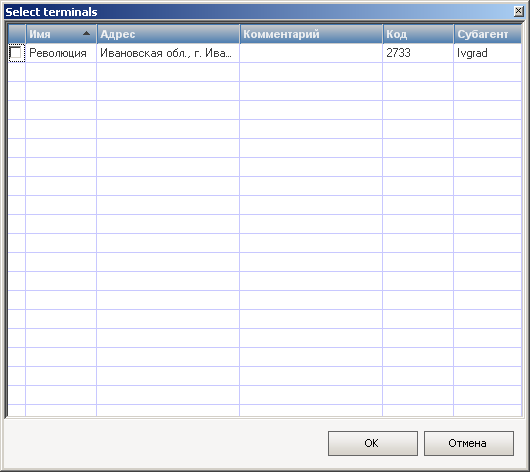 Select terminals
Имя Адрес Комментарий Код Субагент
Революция Ивановская обл., г. Ива... 2733 Ivgrad
OK Отмена